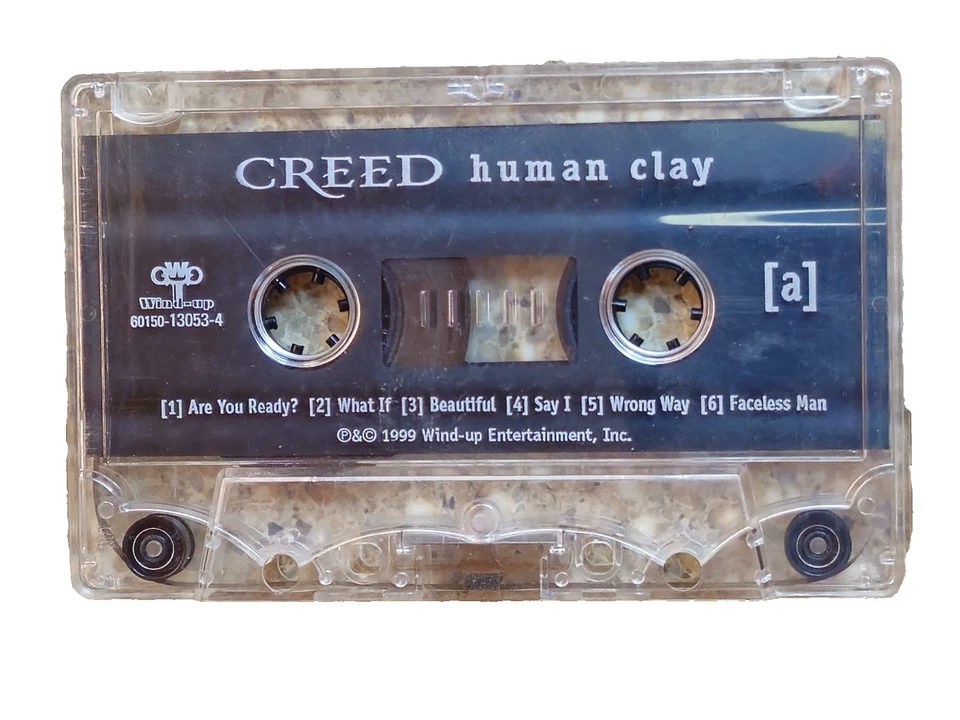 CREED human clay
Wind-up
60150-13053-4
[a]
[1] Are You Ready? [2] What If [3] Beautiful [4] Say I [5] Wrong Way [6] Faceless Man
℗&© 1999 Wind-up Entertainment, Inc.